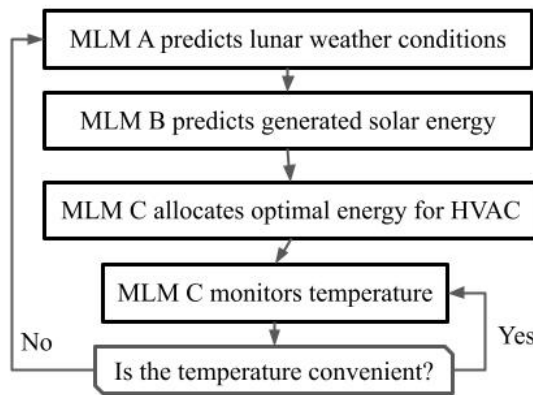 MLM A predicts lunar weather conditions
MLM B predicts generated solar energy
MLM C allocates optimal energy for HVAC
MLM C monitors temperature
No
Yes
Is the temperature convenient?